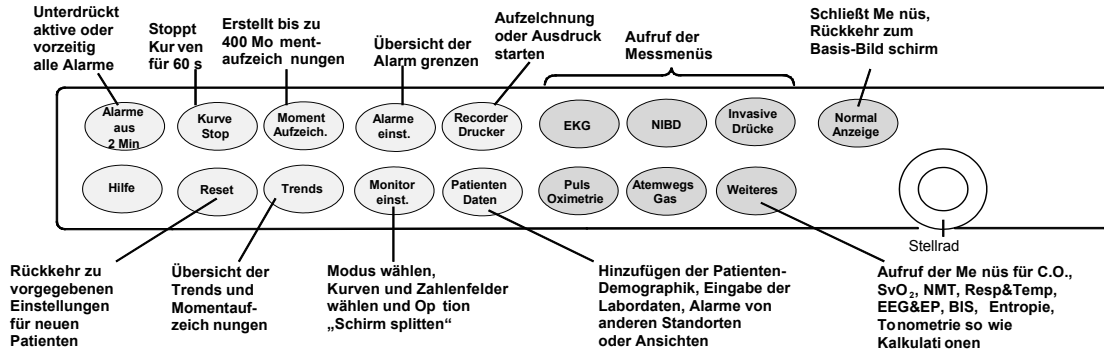 Unterdrückt
aktive oder
vorzeitig
alle Alarme
Stoppt
Kur ven
für 60 s
Erstellt bis zu
400 Mo ment-
aufzeich nungen
Übersicht der
Alarm grenzen
Aufzelchnung
oder Ausdruck
starten
Aufruf der
Messmenüs
Schließt Me nüs,
Rückkehr zum
Basis-Bild schirm
Alarme
aus
2 Min
Kurve
Stop
Moment
Aufzeich.
Alarme
einst.
Recorder
Drucker
EKG
NIBD
Invasive
Drücke
Normal
Anzeige
Hilfe
Reset
Trends
Monitor
einst.
Patienten
Daten
Puls
Oximetrie
Atemwegs
Gas
Weiteres
Stellrad
Rückkehr zu
vorgegebenen
Einstellungen
für neuen
Patienten
Übersicht der
Trends und
Momentauf-
zeich nungen
Modus wählen,
Kurven und Zahlenfelder
wählen und Op tion
„Schirm splitten“
Hinzufügen der Patienten-
Demographik, Eingabe der
Labordaten, Alarme von
anderen Standorten
oder Ansichten
Aufruf der Me nüs für C.O.,
SvO₂, NMT, Resp&Temp,
EEG&EP, BIS, Entropie,
To nometrie so wie
Kalkulati onen